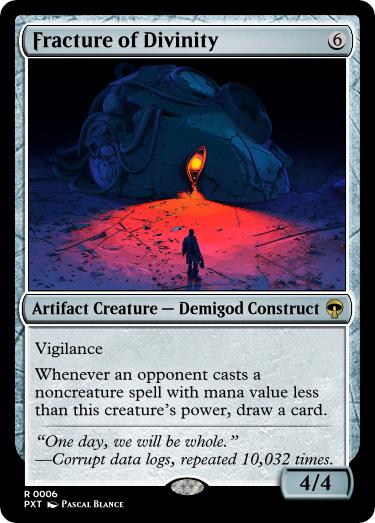 Fracture of Divinity 6
Artifact Creature — Demigod Construct
Vigilance
Whenever an opponent casts a
noncreature spell with mana value less
than this creature's power, draw a card.
“One day, we will be whole.”
—Corrupt data logs, repeated 10,032 times.
4/4
R 0006
PXT Pascal Blance